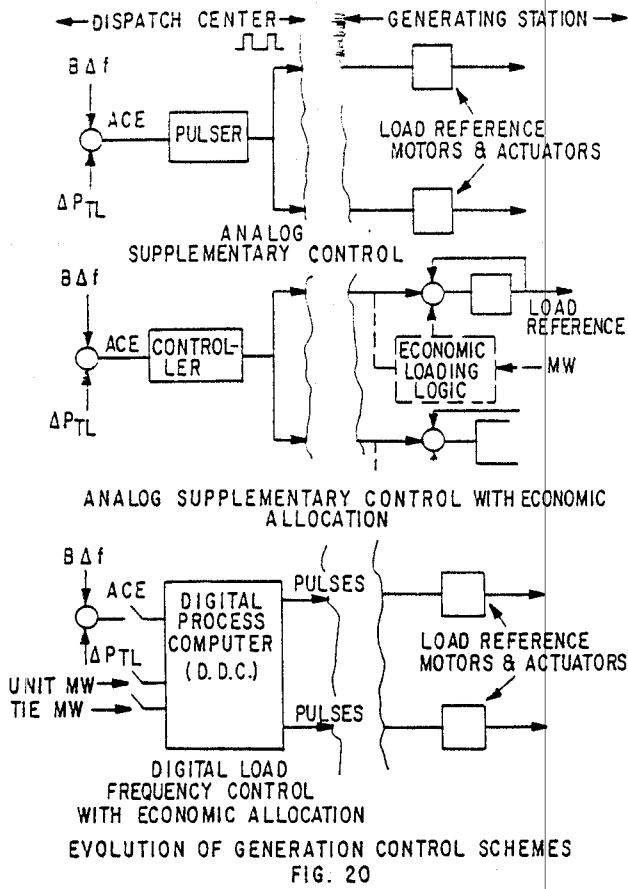 DISPATCH CENTER
GENERATING STATION
B Δ f
ACE
PULSER
ΔPTL
LOAD REFERENCE
MOTORS & ACTUATORS
ANALOG
SUPPLEMENTARY CONTROL
B Δ f
ACE
CONTROL-
LER
ΔPTL
LOAD
REFERENCE
ECONOMIC
LOADING
LOGIC
MW
ANALOG SUPPLEMENTARY CONTROL WITH ECONOMIC
ALLOCATION
B Δ f
ACE
ΔPTL
UNIT MW
TIE MW
DIGITAL
PROCESS
COMPUTER
(D.D.C.)
PULSES
PULSES
LOAD REFERENCE
MOTORS & ACTUATORS
DIGITAL LOAD
FREQUENCY CONTROL
WITH ECONOMIC ALLOCATION
EVOLUTION OF GENERATION CONTROL SCHEMES
FIG. 20